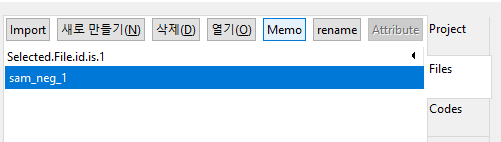 Import 새로 만들기(N) 삭제(D) 열기(O) Memo rename Attribute
Project
Selected.File.id.is.1
Files
sam_neg_1
Codes